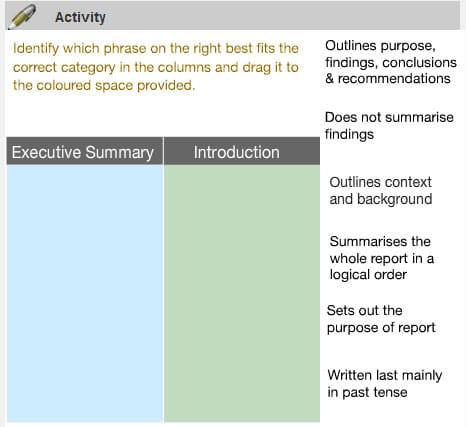 Activity
Identify which phrase on the right best fits the
correct category in the columns and drag it to
the coloured space provided.
Executive Summary
Introduction
Outlines purpose,
findings, conclusions
& recommendations
Does not summarise
findings
Outlines context
and background
Summarises the
whole report in a
logical order
Sets out the
purpose of report
Written last mainly
in past tense